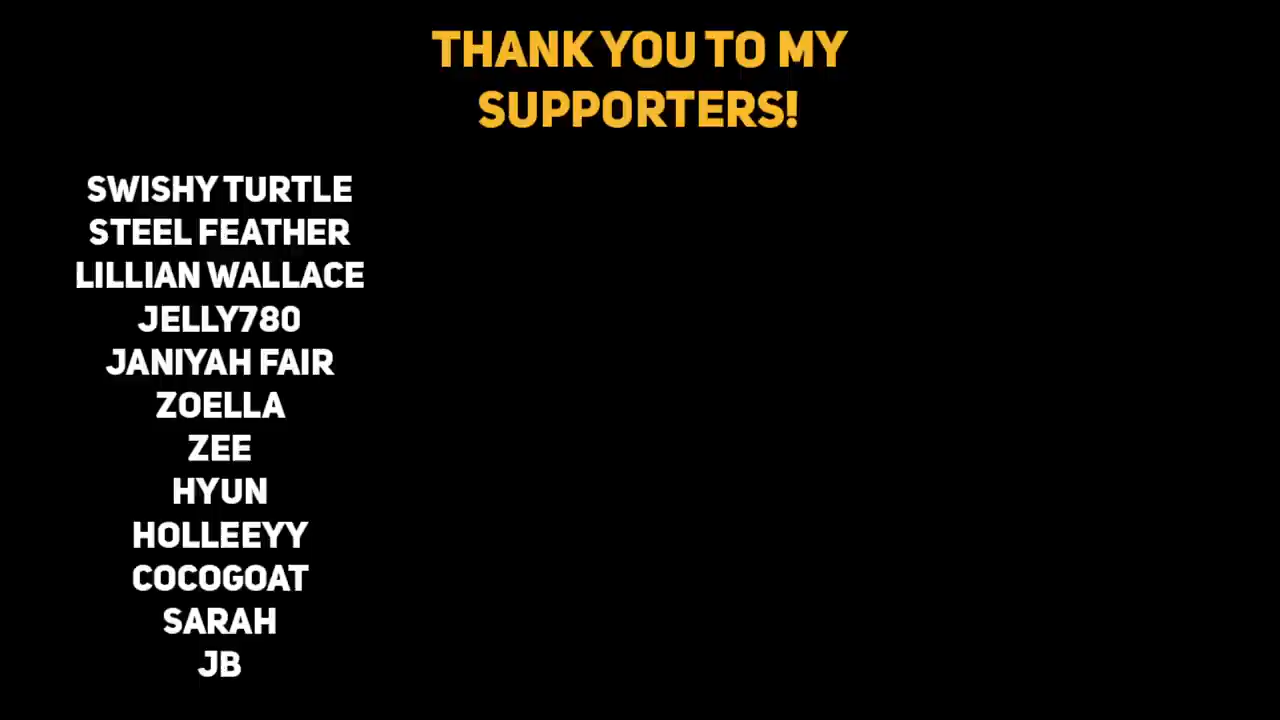 THANK YOU TO MY
SUPPORTERS!
SWISHY TURTLE
STEEL FEATHER
LILLIAN WALLACE
JELLY780
JANIYAH FAIR
ZOELLA
ZEE
HYUN
HOLLEEYY
COCOGOAT
SARAH
JB